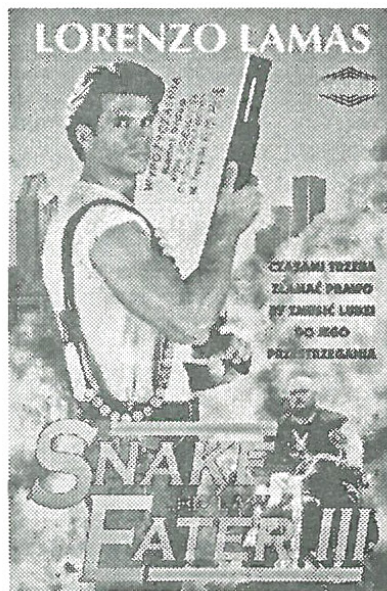 LORENZO LAMAS
CZASAMI TRZEBA
ZŁAMAĆ PRAWO
BY ZMUSIĆ LUDZI
DO JEGO
PRZESTRZEGANIA
SNAKE
EATER III